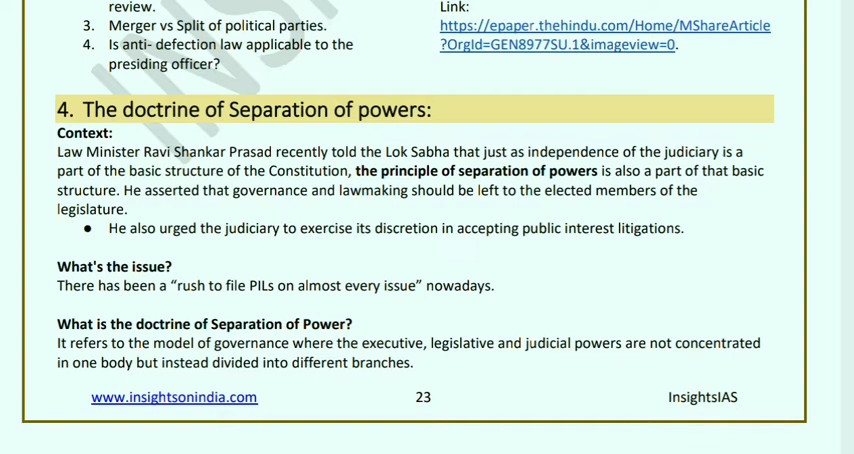 review.
3. Merger vs Split of political parties.
4. Is anti- defection law applicable to the
presiding officer?
Link:
https://epaper.thehindu.com/Home/MShareArticle
?OrgId=GEN8977SU.1&imageview=0.
4. The doctrine of Separation of powers:
Context:
Law Minister Ravi Shankar Prasad recently told the Lok Sabha that just as independence of the judiciary is a
part of the basic structure of the Constitution, the principle of separation of powers is also a part of that basic
structure. He asserted that governance and lawmaking should be left to the elected members of the
legislature.
● He also urged the judiciary to exercise its discretion in accepting public interest litigations.
What's the issue?
There has been a “rush to file PILs on almost every issue” nowadays.
What is the doctrine of Separation of Power?
It refers to the model of governance where the executive, legislative and judicial powers are not concentrated
in one body but instead divided into different branches.
www.insightsonindia.com 23 InsightsIAS